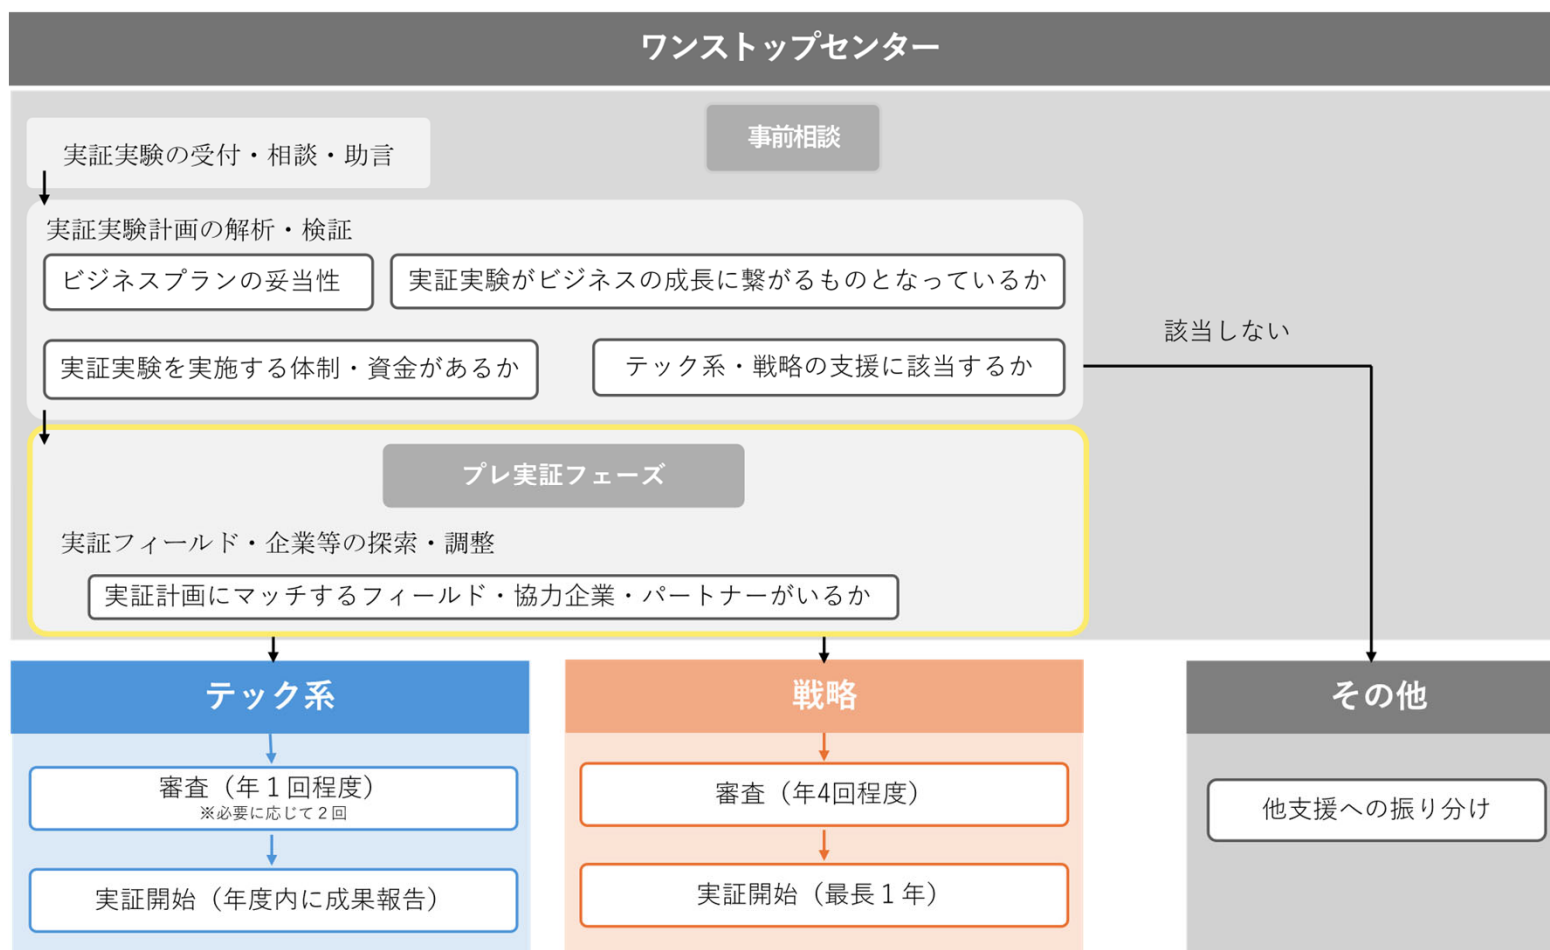 ワンストップセンター
事前相談
実証実験の受付・相談・助言
実証実験計画の解析・検証
ビジネスプランの妥当性
実証実験がビジネスの成長に繋がるものとなっているか
実証実験を実施する体制・資金があるか
テック系・戦略の支援に該当するか
該当しない
プレ実証フェーズ
実証フィールド・企業等の探索・調整
実証計画にマッチするフィールド・協力企業・パートナーがいるか
テック系
審査（年１回程度）
※必要に応じて２回
実証開始（年度内に成果報告）
戦略
審査（年4回程度）
実証開始（最長１年）
その他
他支援への振り分け